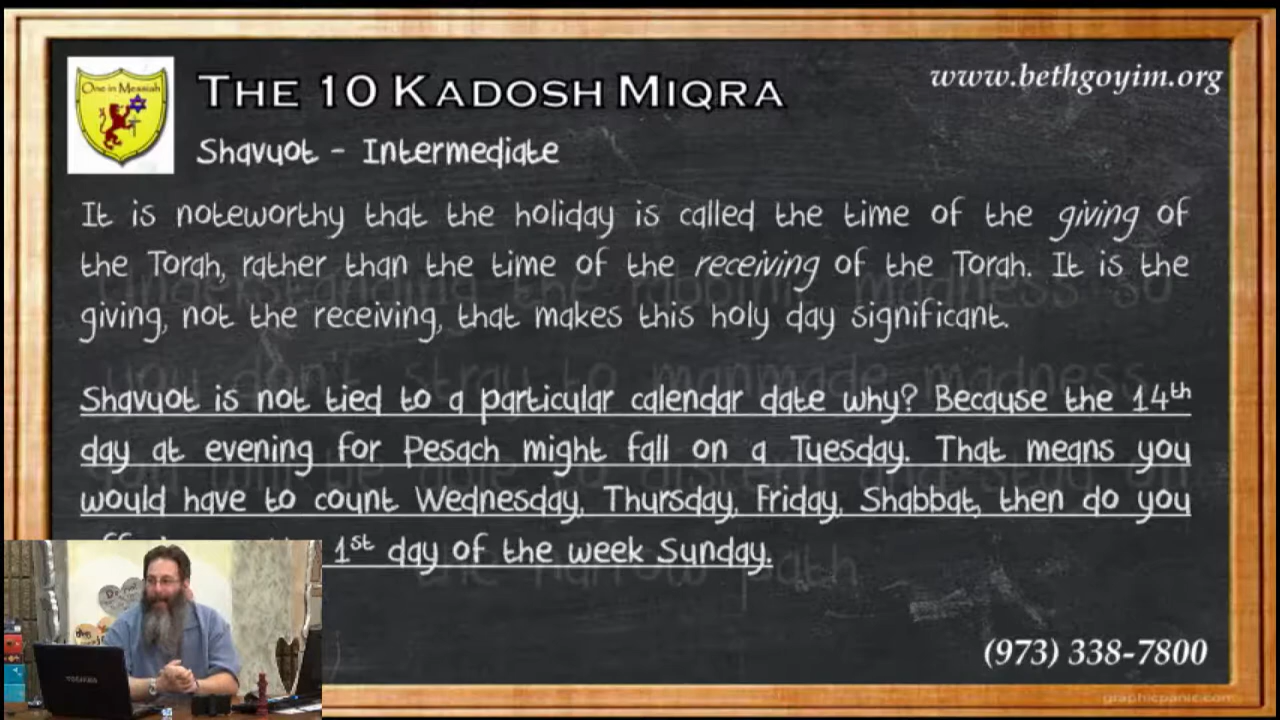 One in Messiah
THE 10 KADOSH MIQRA
www.bethgoyim.org
Shavuot - Intermediate
It is noteworthy that the holiday is called the time of the giving of
the Torah, rather than the time of the receiving of the Torah. It is the
giving, not the receiving, that makes this holy day significant.
Shavuot is not tied to a particular calendar date why? Because the 14th
day at evening for Pesach might fall on a Tuesday. That means you
would have to count Wednesday, Thursday, Friday, Shabbat, then do you
1st day of the week Sunday.
TOSHIBA
(973) 338-7800
graphicpanic.com